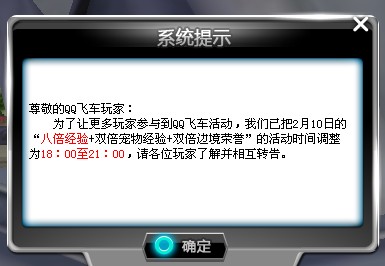 系统提示
尊敬的QQ飞车玩家：
为了让更多玩家参与到QQ飞车活动，我们已把2月10日的
“八倍经验+双倍宠物经验+双倍边境荣誉”的活动时间调整
为18：00至21：00，请各位玩家了解并相互转告。
确定